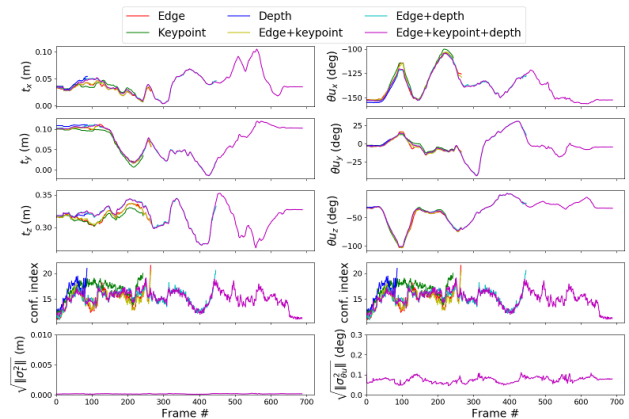 Edge Depth Edge+depth
Keypoint Edge+keypoint Edge+keypoint+depth
t_x (m)
0.10
0.05
0.00
θu_x (deg)
−100
−125
−150
t_y (m)
0.10
0.05
0.00
θu_y (deg)
25
0
−25
t_z (m)
0.35
0.30
θu_z (deg)
−50
−100
conf. index
20
15
conf. index
20
15
√‖σ_t^2‖ (m)
0.010
0.005
0.000
0 100 200 300 400 500 600 700
Frame #
√‖σ_θu^2‖ (deg)
0.3
0.2
0.1
0.0
0 100 200 300 400 500 600 700
Frame #